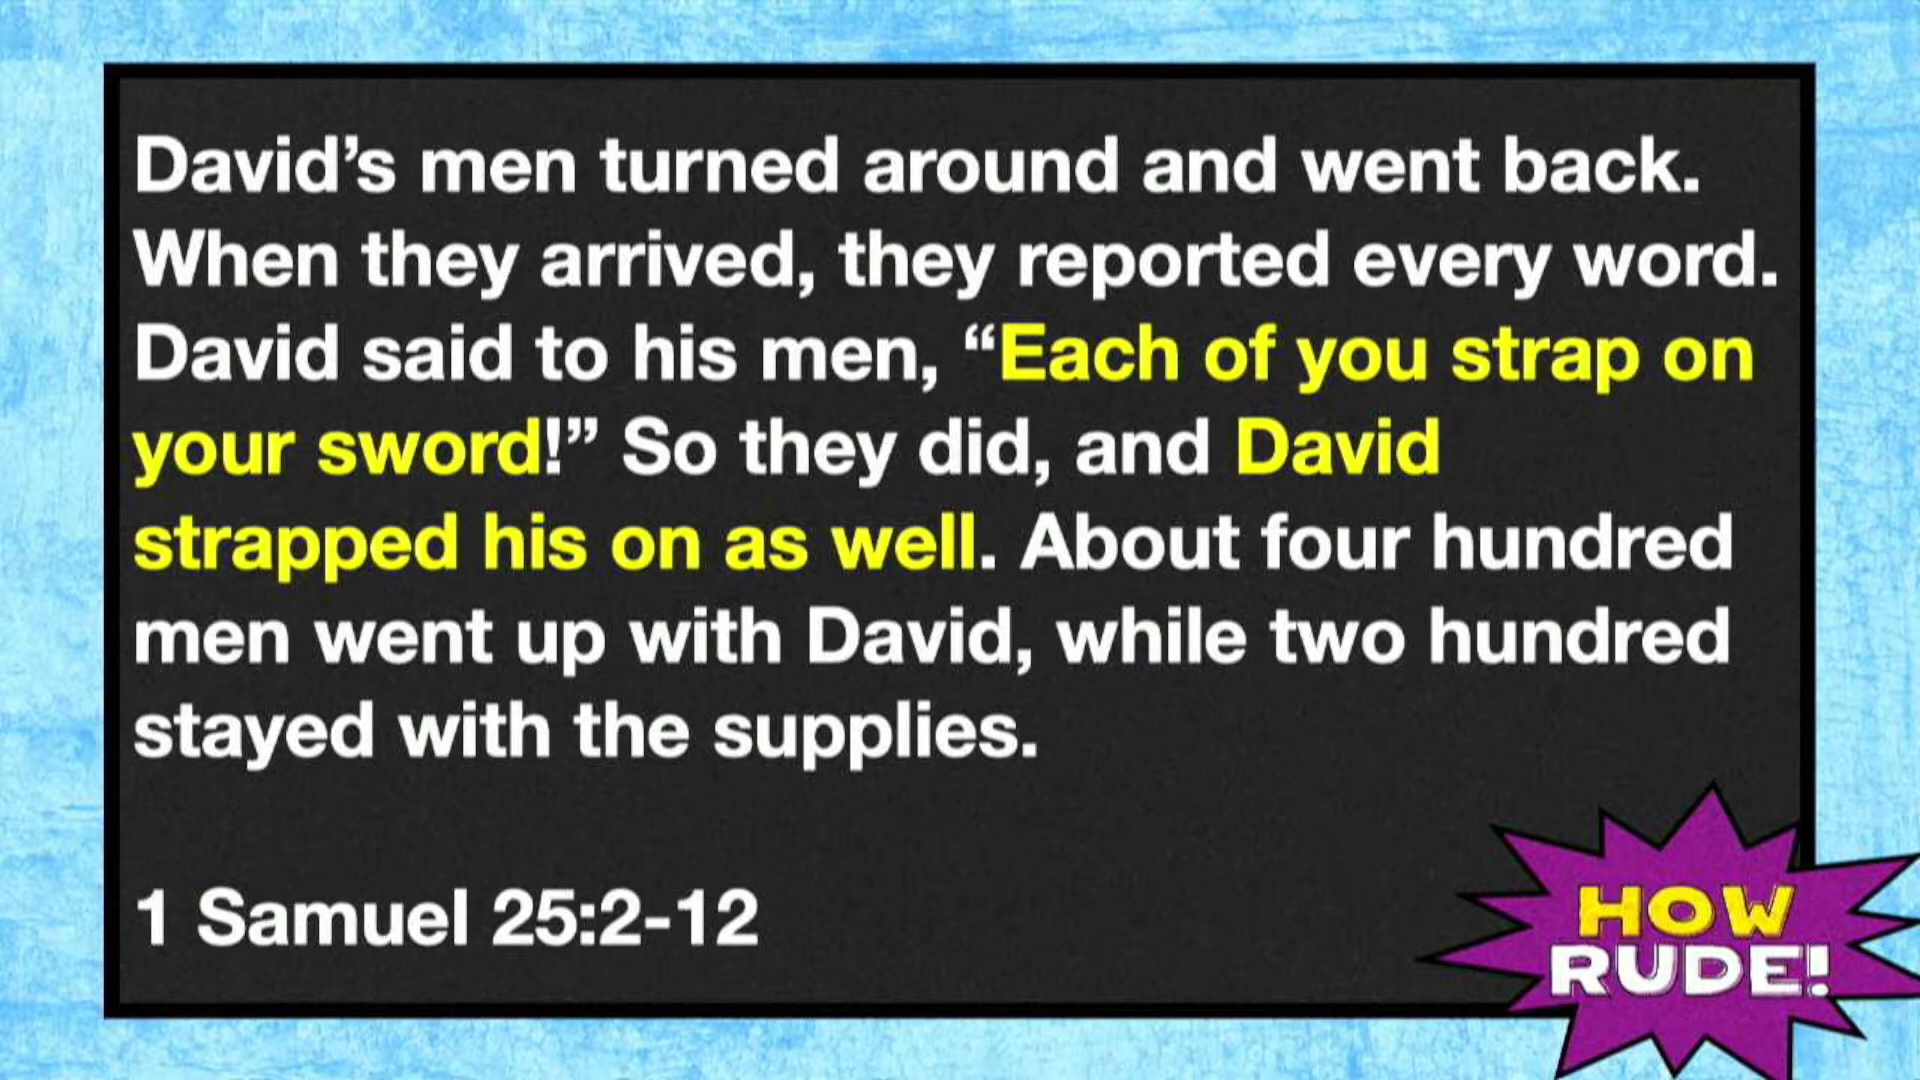 David’s men turned around and went back.
When they arrived, they reported every word.
David said to his men, “Each of you strap on
your sword!” So they did, and David
strapped his on as well. About four hundred
men went up with David, while two hundred
stayed with the supplies.
1 Samuel 25:2-12
HOW
RUDE!